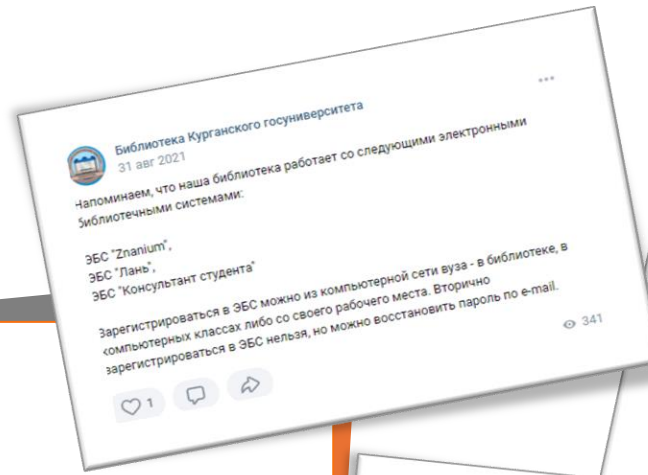 Библиотека Курганского госуниверситета
31 авг 2021
Напоминаем, что наша библиотека работает со следующими электронными
библиотечными системами:
ЭБС "Znanium",
ЭБС "Лань",
ЭБС "Консультант студента"
Зарегистрироваться в ЭБС можно из компьютерной сети вуза - в библиотеке, в
компьютерных классах либо со своего рабочего места. Вторично
зарегистрироваться в ЭБС нельзя, но можно восстановить пароль по e-mail.
1
341